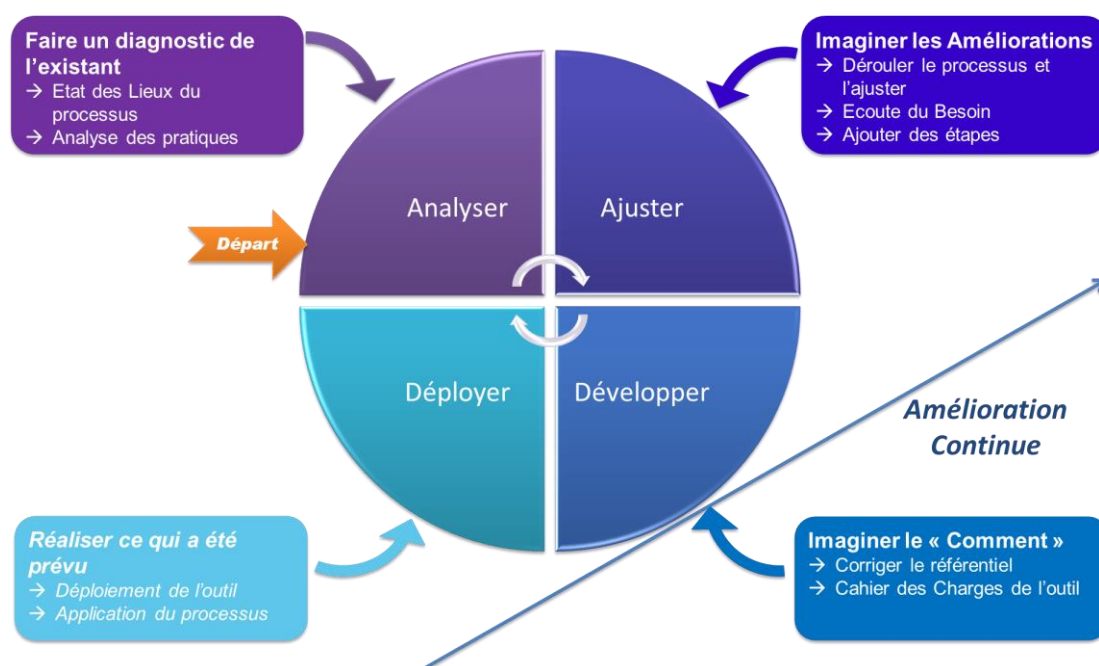 Faire un diagnostic de
l’existant
→ Etat des Lieux du
processus
→ Analyse des pratiques
Imaginer les Améliorations
→ Dérouler le processus et
l’ajuster
→ Ecoute du Besoin
→ Ajouter des étapes
Analyser
Ajuster
Départ
Déployer
Développer
Amélioration
Continue
Réaliser ce qui a été
prévu
→ Déploiement de l’outil
→ Application du processus
Imaginer le « Comment »
→ Corriger le référentiel
→ Cahier des Charges de l’outil